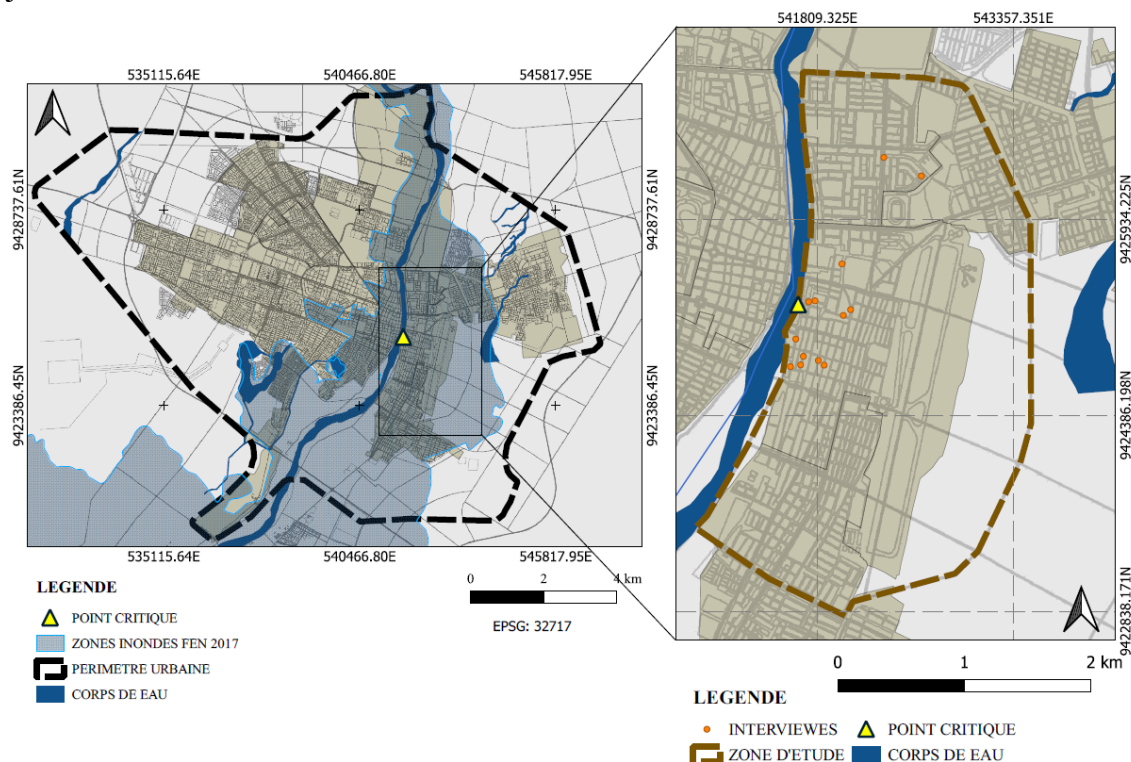 535115.64E 540466.80E 545817.95E
9428737.61N
9428737.61N
9423386.45N
9423386.45N
535115.64E 540466.80E 545817.95E
LEGENDE
POINT CRITIQUE
ZONES INONDES FEN 2017
PERIMETRE URBAINE
CORPS DE EAU
0 2 4 km
EPSG: 32717
541809.325E 543357.351E
9425934.225N
9424386.198N
9422838.171N
0 1 2 km
LEGENDE
INTERVIEWES POINT CRITIQUE
ZONE D'ETUDE CORPS DE EAU